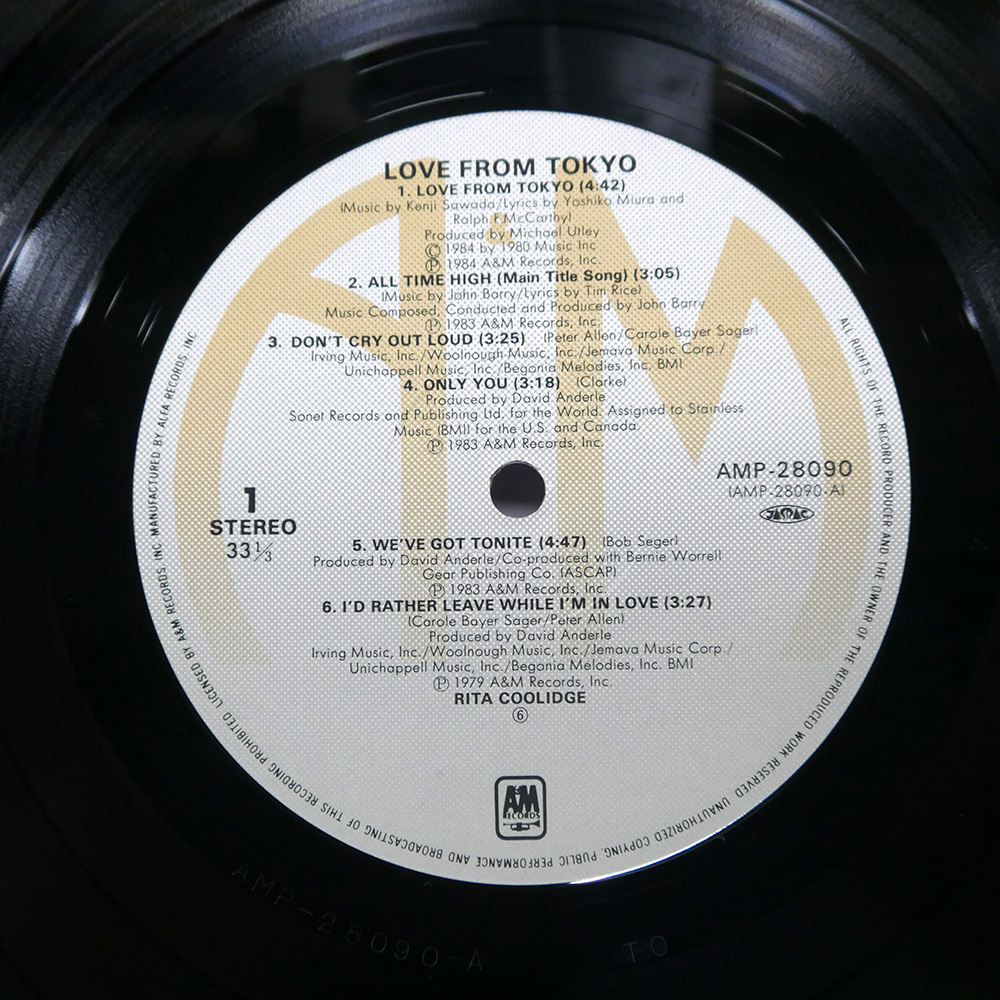 LOVE FROM TOKYO
1. LOVE FROM TOKYO (4:42)
(Music by Kenji Sawada/Lyrics by Yoshiko Miura and
Ralph F.McCarthy)
Produced by Michael Utley
© 1984 by 1980 Music Inc
℗ 1984 A&M Records, Inc.
2. ALL TIME HIGH (Main Title Song) (3:05)
(Music by John Barry/Lyrics by Tim Rice)
Music Composed, Conducted and Produced by John Barry
℗ 1983 A&M Records, Inc.
3. DON'T CRY OUT LOUD (3:25) (Peter Allen/Carole Bayer Sager)
Irving Music, Inc./Woolnough Music, Inc./Jemava Music Corp./
Unichappell Music, Inc./Begonia Melodies, Inc. BMI
4. ONLY YOU (3:18) (Clarke)
Produced by David Anderle
Sonet Records and Publishing Ltd. for the World. Assigned to Stainless
Music (BMI) for the U.S. and Canada.
℗ 1983 A&M Records, Inc.
1
STEREO
33⅓
AMP-28090
(AMP-28090-A)
JASRAC
5. WE'VE GOT TONITE (4:47) (Bob Seger)
Produced by David Anderle/Co-produced with Bernie Worrell
Gear Publishing Co. (ASCAP)
℗ 1983 A&M Records, Inc.
6. I'D RATHER LEAVE WHILE I'M IN LOVE (3:27)
(Carole Bayer Sager/Peter Allen)
Produced by David Anderle
Irving Music, Inc./Woolnough Music, Inc./Jemava Music Corp./
Unichappell Music, Inc./Begonia Melodies, Inc. BMI
℗ 1979 A&M Records, Inc.
RITA COOLIDGE
⑥
A&M
RECORDS
ALL RIGHTS OF THE RECORD PRODUCER AND THE OWNER OF THE REPRODUCED WORK RESERVED. UNAUTHORIZED COPYING, PUBLIC PERFORMANCE AND BROADCASTING OF THIS RECORDING PROHIBITED. LICENSED BY A&M RECORDS INC. MANUFACTURED BY ALFA RECORDS, INC
AMP-28090-A TO